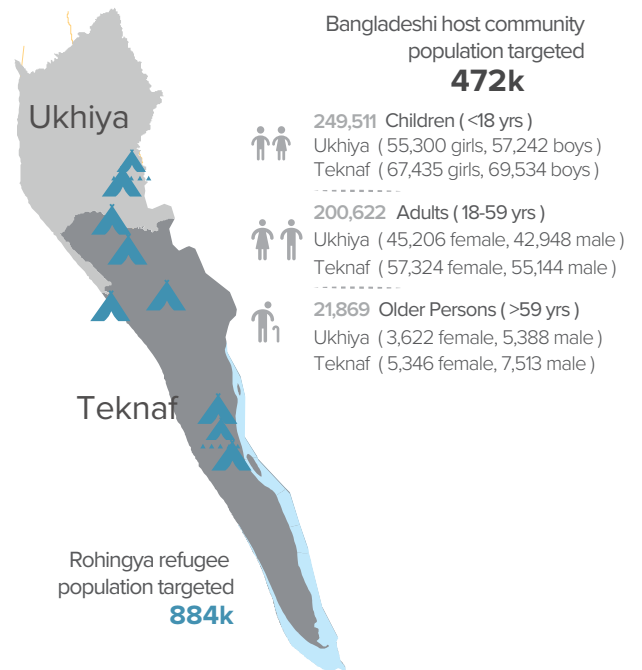 Bangladeshi host community
population targeted
472k
Ukhiya
249,511 Children ( <18 yrs )
Ukhiya ( 55,300 girls, 57,242 boys )
Teknaf ( 67,435 girls, 69,534 boys )
200,622 Adults ( 18-59 yrs )
Ukhiya ( 45,206 female, 42,948 male )
Teknaf ( 57,324 female, 55,144 male )
21,869 Older Persons ( >59 yrs )
Ukhiya ( 3,622 female, 5,388 male )
Teknaf ( 5,346 female, 7,513 male )
Teknaf
Rohingya refugee
population targeted
884k